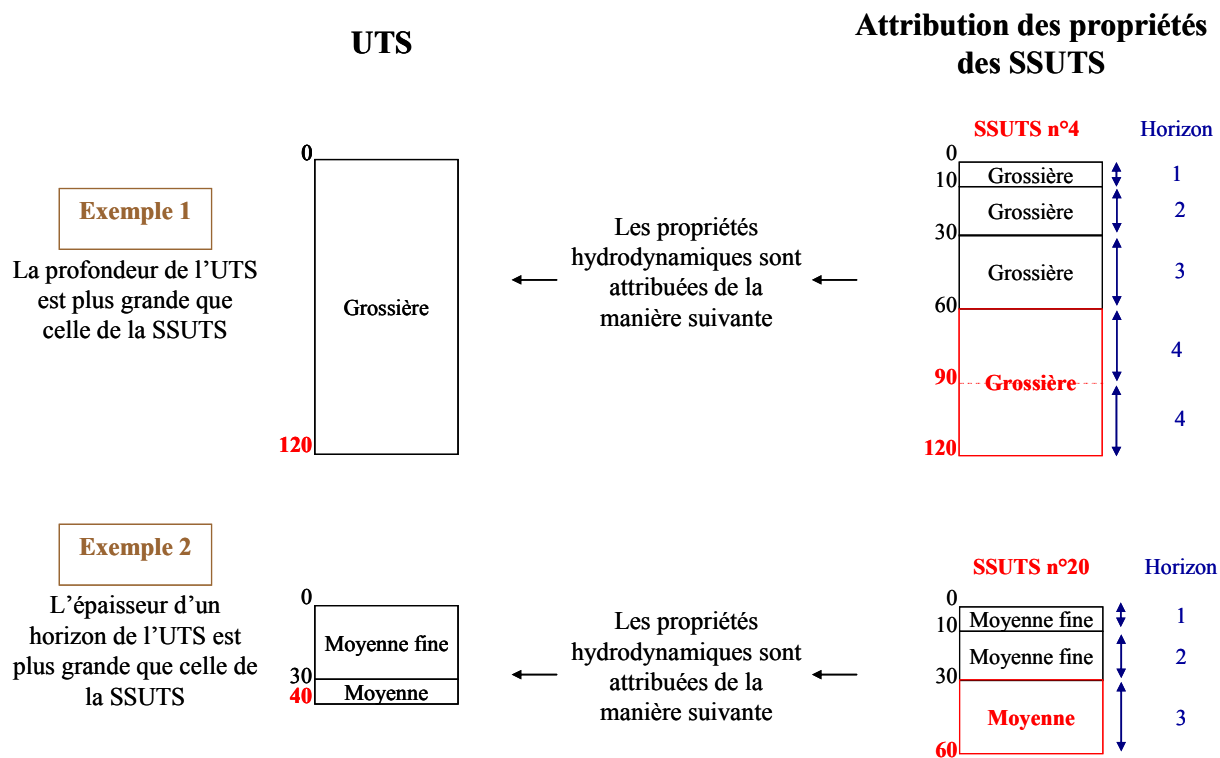 UTS
Attribution des propriétés
des SSUTS
SSUTS n°4
Horizon
Exemple 1
La profondeur de l'UTS
est plus grande que
celle de la SSUTS
0
Grossière
120
Les propriétés
hydrodynamiques sont
attribuées de la
manière suivante
0
Grossière
1
10
Grossière
2
30
Grossière
3
60
4
90
Grossière
4
120
Exemple 2
L'épaisseur d'un
horizon de l'UTS est
plus grande que celle de
la SSUTS
0
Moyenne fine
30
Moyenne
40
Les propriétés
hydrodynamiques sont
attribuées de la
manière suivante
SSUTS n°20
Horizon
0
Moyenne fine
1
10
Moyenne fine
2
30
Moyenne
3
60